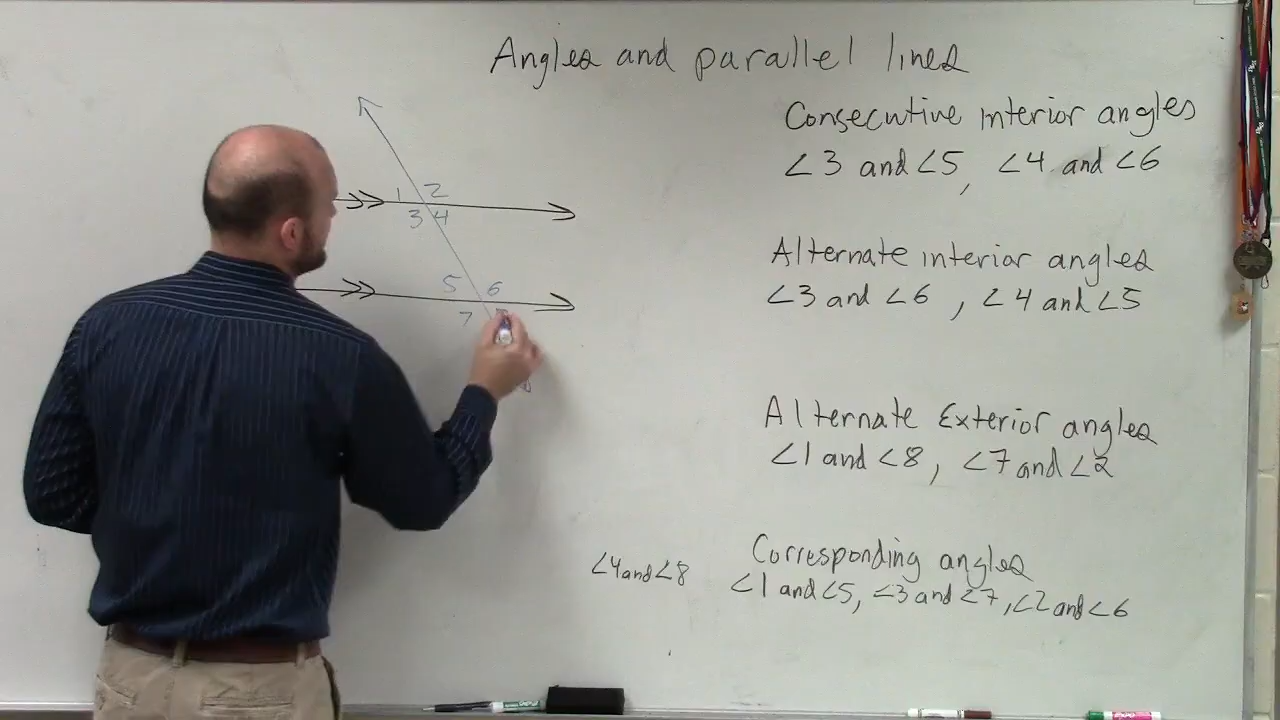 Angles and parallel lines
Consecutive interior angles
∠3 and ∠5, ∠4 and ∠6
Alternate interior angles
∠3 and ∠6, ∠4 and ∠5
Alternate Exterior angles
∠1 and ∠8, ∠7 and ∠2
Corresponding angles
∠1 and ∠5, ∠3 and ∠7, ∠2 and ∠6
∠4 and ∠8
1 2
3 4
5 6
7